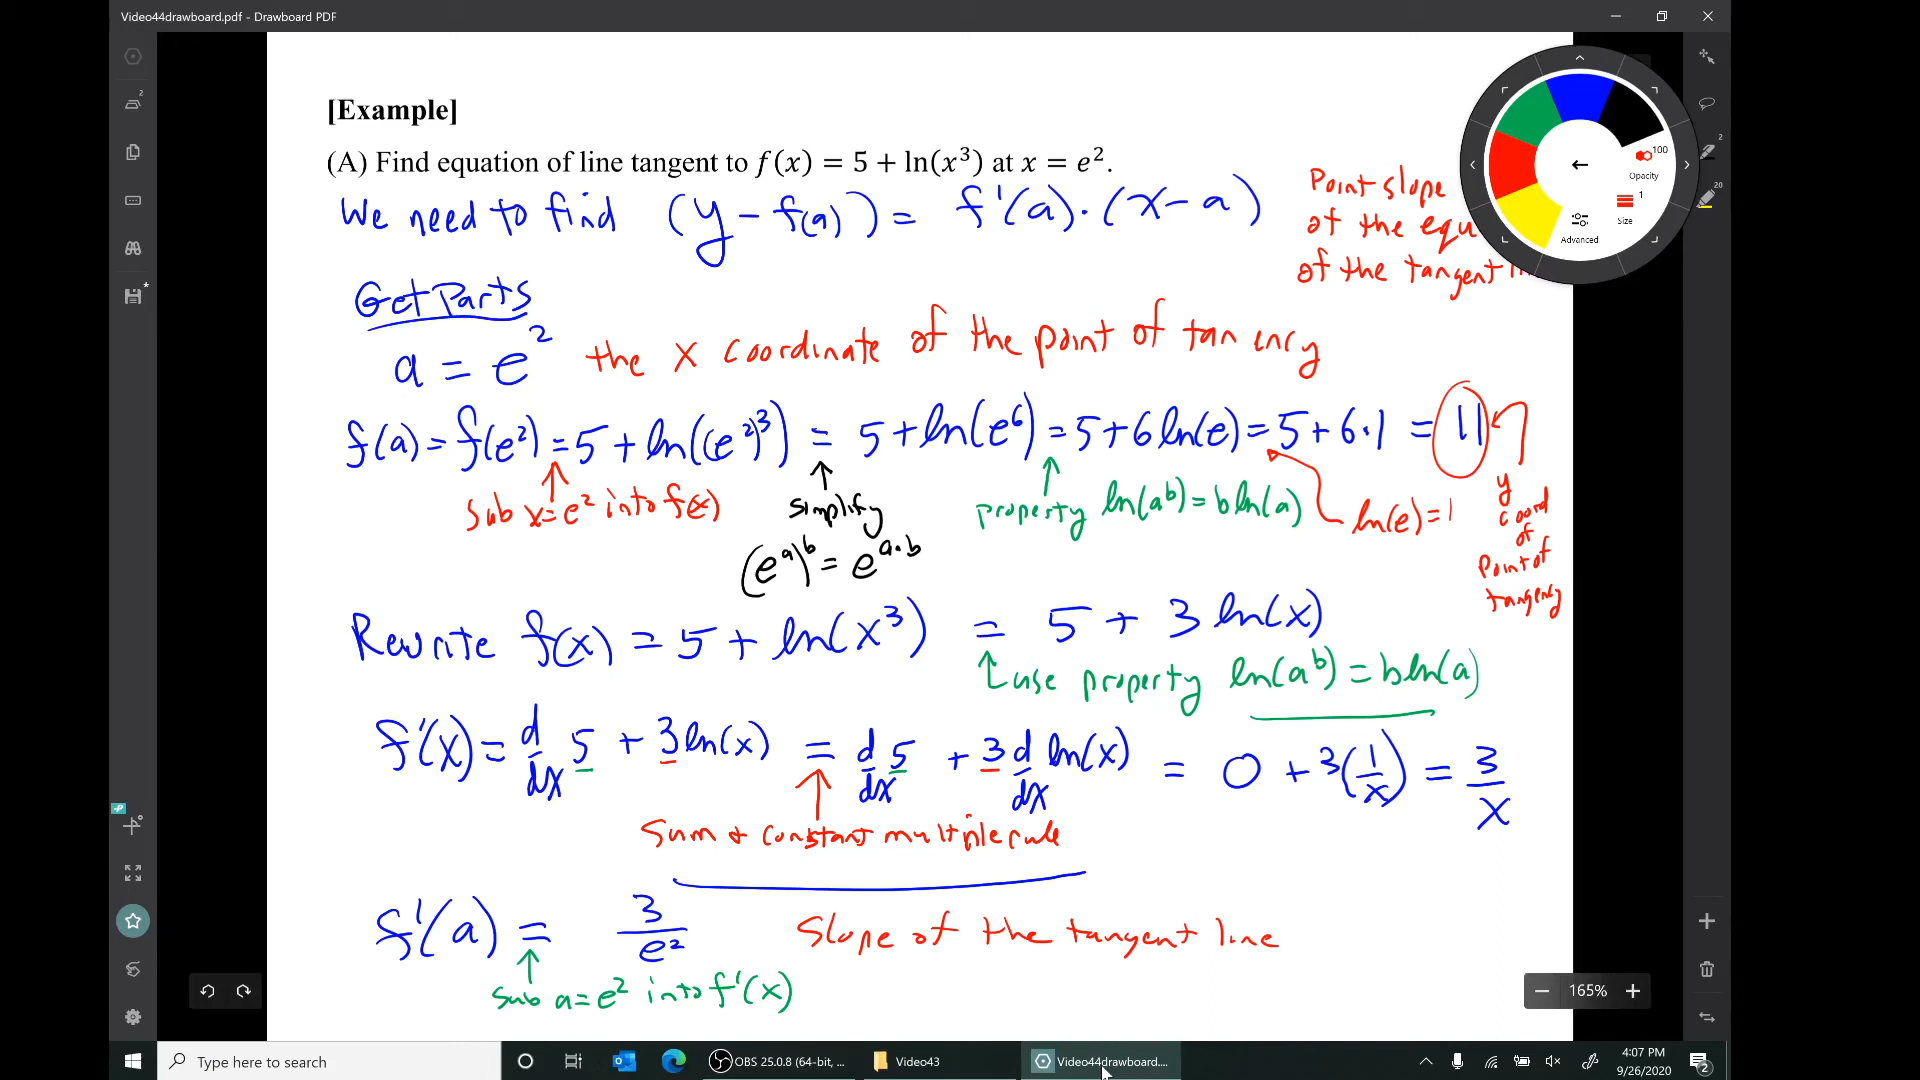 Video44drawboard.pdf - Drawboard PDF
[Example]
(A) Find equation of line tangent to f(x) = 5 + ln(x³) at x = e².
We need to find (y - f(a)) = f'(a)·(x - a)
Point slope
of the equ
of the tangent
Get Parts
a = e² the x coordinate of the point of tan ency
f(a) = f(e²) = 5 + ln((e²)³) = 5 + ln(e⁶) = 5 + 6 ln(e) = 5 + 6·1 = 11
sub x = e² into f(x)
simplify
(eᵃ)ᵇ = eᵃ·ᵇ
property ln(aᵇ) = b ln(a)
ln(e) = 1
y
coord
of
point of
tangency
Rewrite f(x) = 5 + ln(x³) = 5 + 3 ln(x)
use property ln(aᵇ) = b ln(a)
f'(x) = d/dx 5 + 3 ln(x) = d/dx 5 + 3 d/dx ln(x) = 0 + 3(1/x) = 3/x
Sum & constant multiple rule
f'(a) = 3/e² Slope of the tangent line
sub a = e² into f'(x)
100
Opacity
1
Size
Advanced
2
2
20
165%
Type here to search
OBS 25.0.8 (64-bit, ...
Video43
Video44drawboard....
4:07 PM
9/26/2020
2